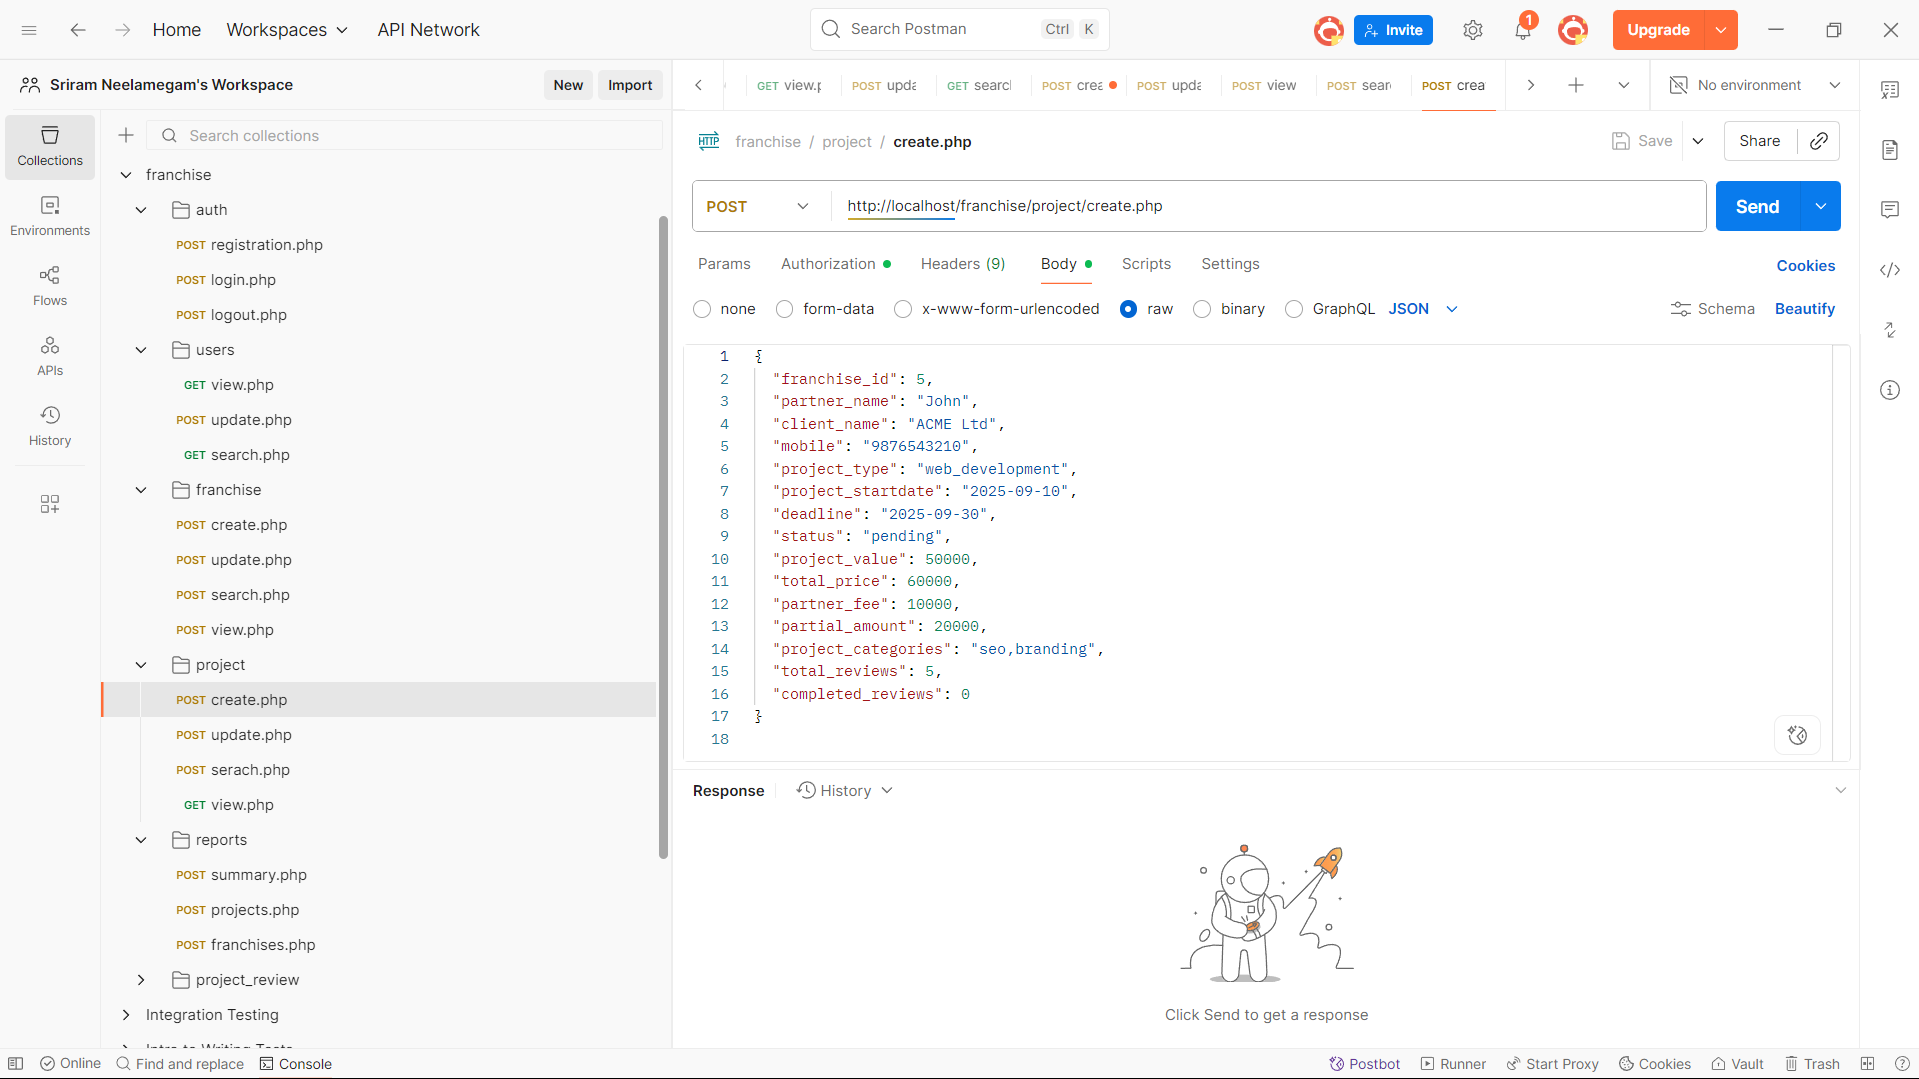 Home
Workspaces
API Network
Search Postman
Ctrl K
Invite
1
Upgrade
Sriram Neelamegam's Workspace
New
Import
GET view.p
POST upda
GET searcl
POST crea
POST upda
POST view
POST sear
POST crea
No environment
Collections
Environments
Flows
APIs
History
Search collections
franchise
auth
POST registration.php
POST login.php
POST logout.php
users
GET view.php
POST update.php
GET search.php
franchise
POST create.php
POST update.php
POST search.php
POST view.php
project
POST create.php
POST update.php
POST serach.php
GET view.php
reports
POST summary.php
POST projects.php
POST franchises.php
project_review
Integration Testing
HTTP franchise / project / create.php
Save
Share
POST
http://localhost/franchise/project/create.php
Send
Params
Authorization
Headers (9)
Body
Scripts
Settings
Cookies
none
form-data
x-www-form-urlencoded
raw
binary
GraphQL
JSON
Schema
Beautify
1 {
2 "franchise_id": 5,
3 "partner_name": "John",
4 "client_name": "ACME Ltd",
5 "mobile": "9876543210",
6 "project_type": "web_development",
7 "project_startdate": "2025-09-10",
8 "deadline": "2025-09-30",
9 "status": "pending",
10 "project_value": 50000,
11 "total_price": 60000,
12 "partner_fee": 10000,
13 "partial_amount": 20000,
14 "project_categories": "seo,branding",
15 "total_reviews": 5,
16 "completed_reviews": 0
17 }
18
Response
History
Click Send to get a response
Online
Find and replace
Console
Postbot
Runner
Start Proxy
Cookies
Vault
Trash